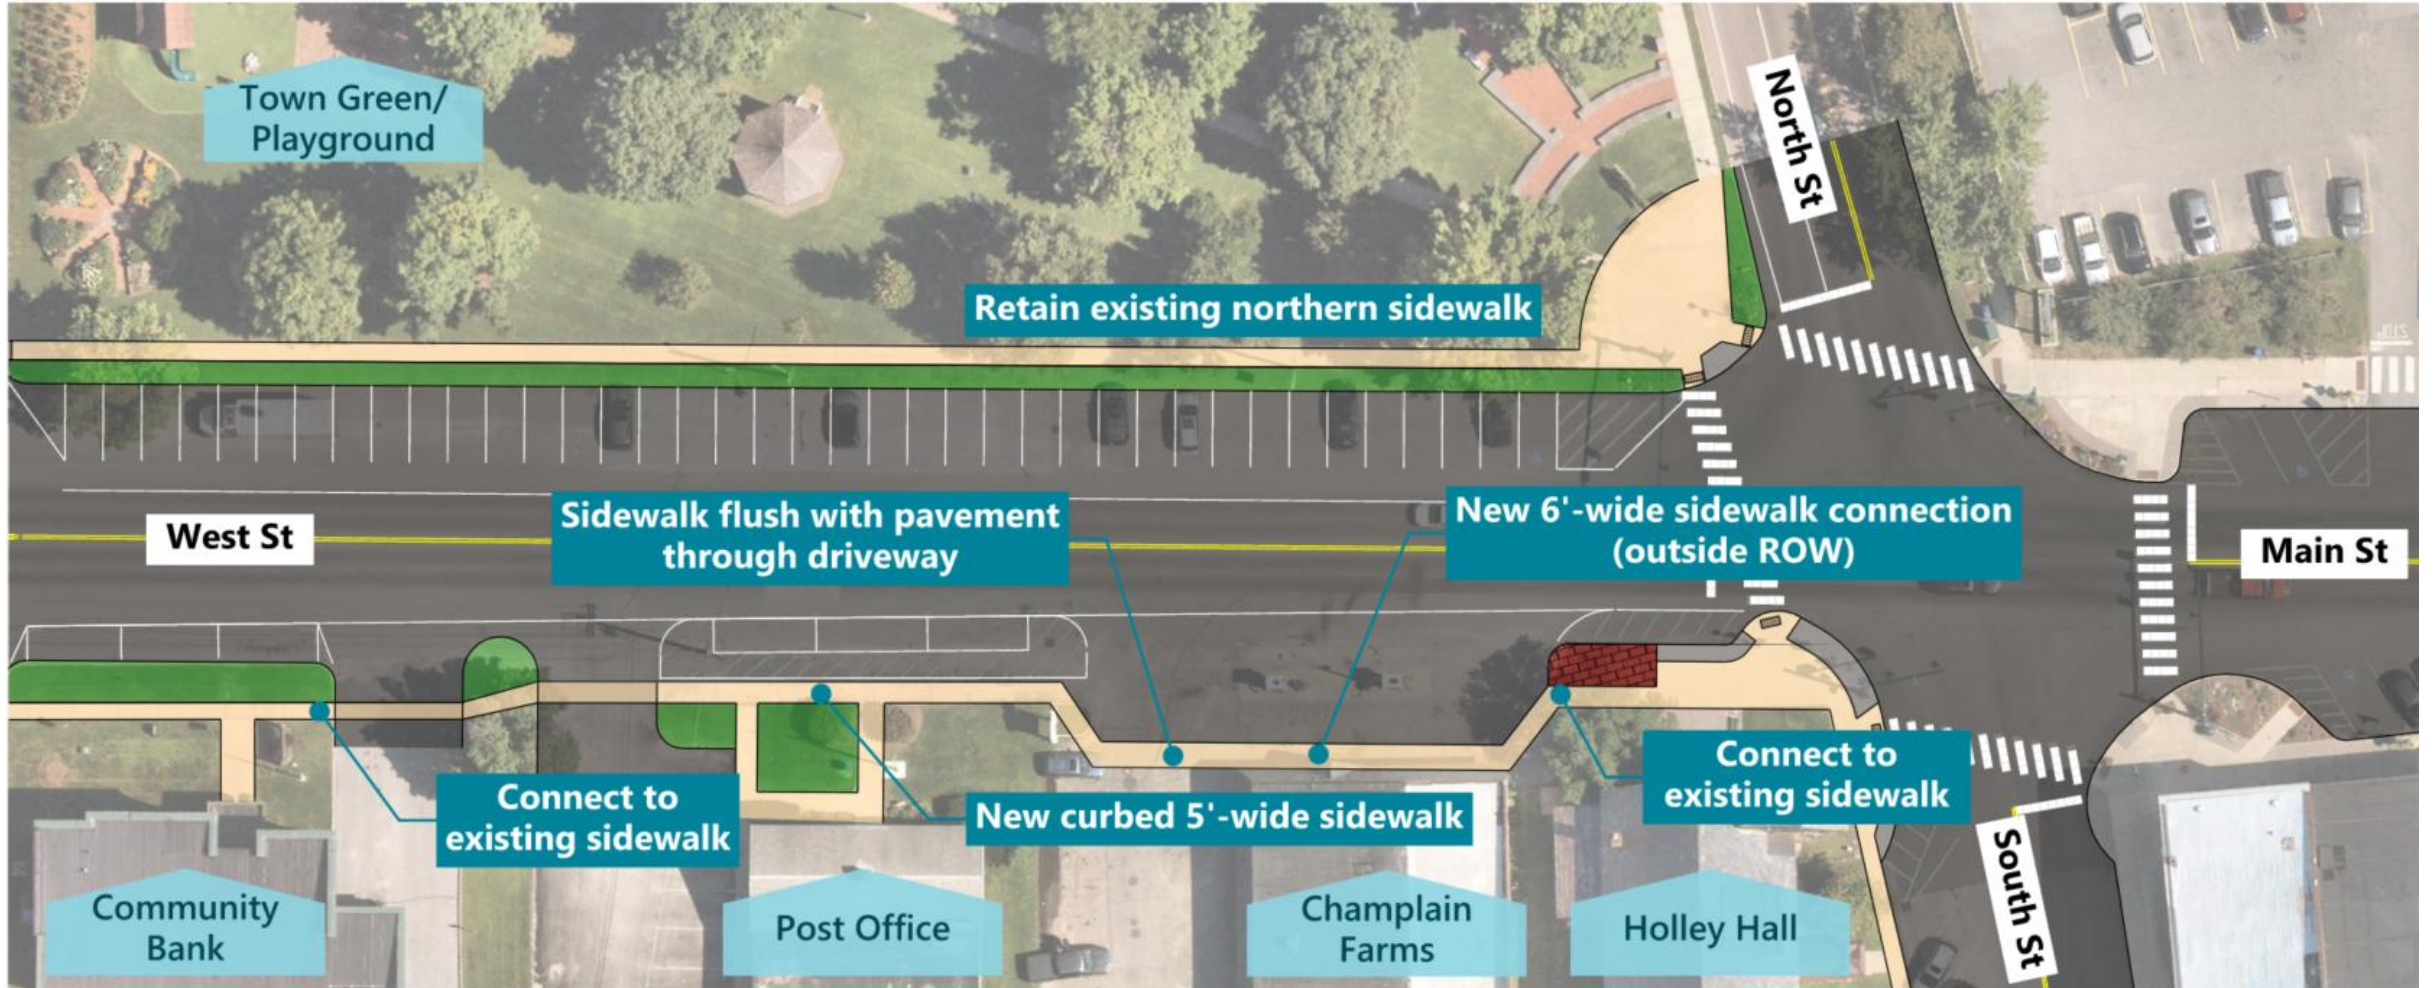 Town Green/
Playground
North St
Retain existing northern sidewalk
Sidewalk flush with pavement
through driveway
New 6'-wide sidewalk connection
(outside ROW)
West St
Main St
Connect to
existing sidewalk
New curbed 5'-wide sidewalk
Connect to
existing sidewalk
South St
Community
Bank
Post Office
Champlain
Farms
Holley Hall